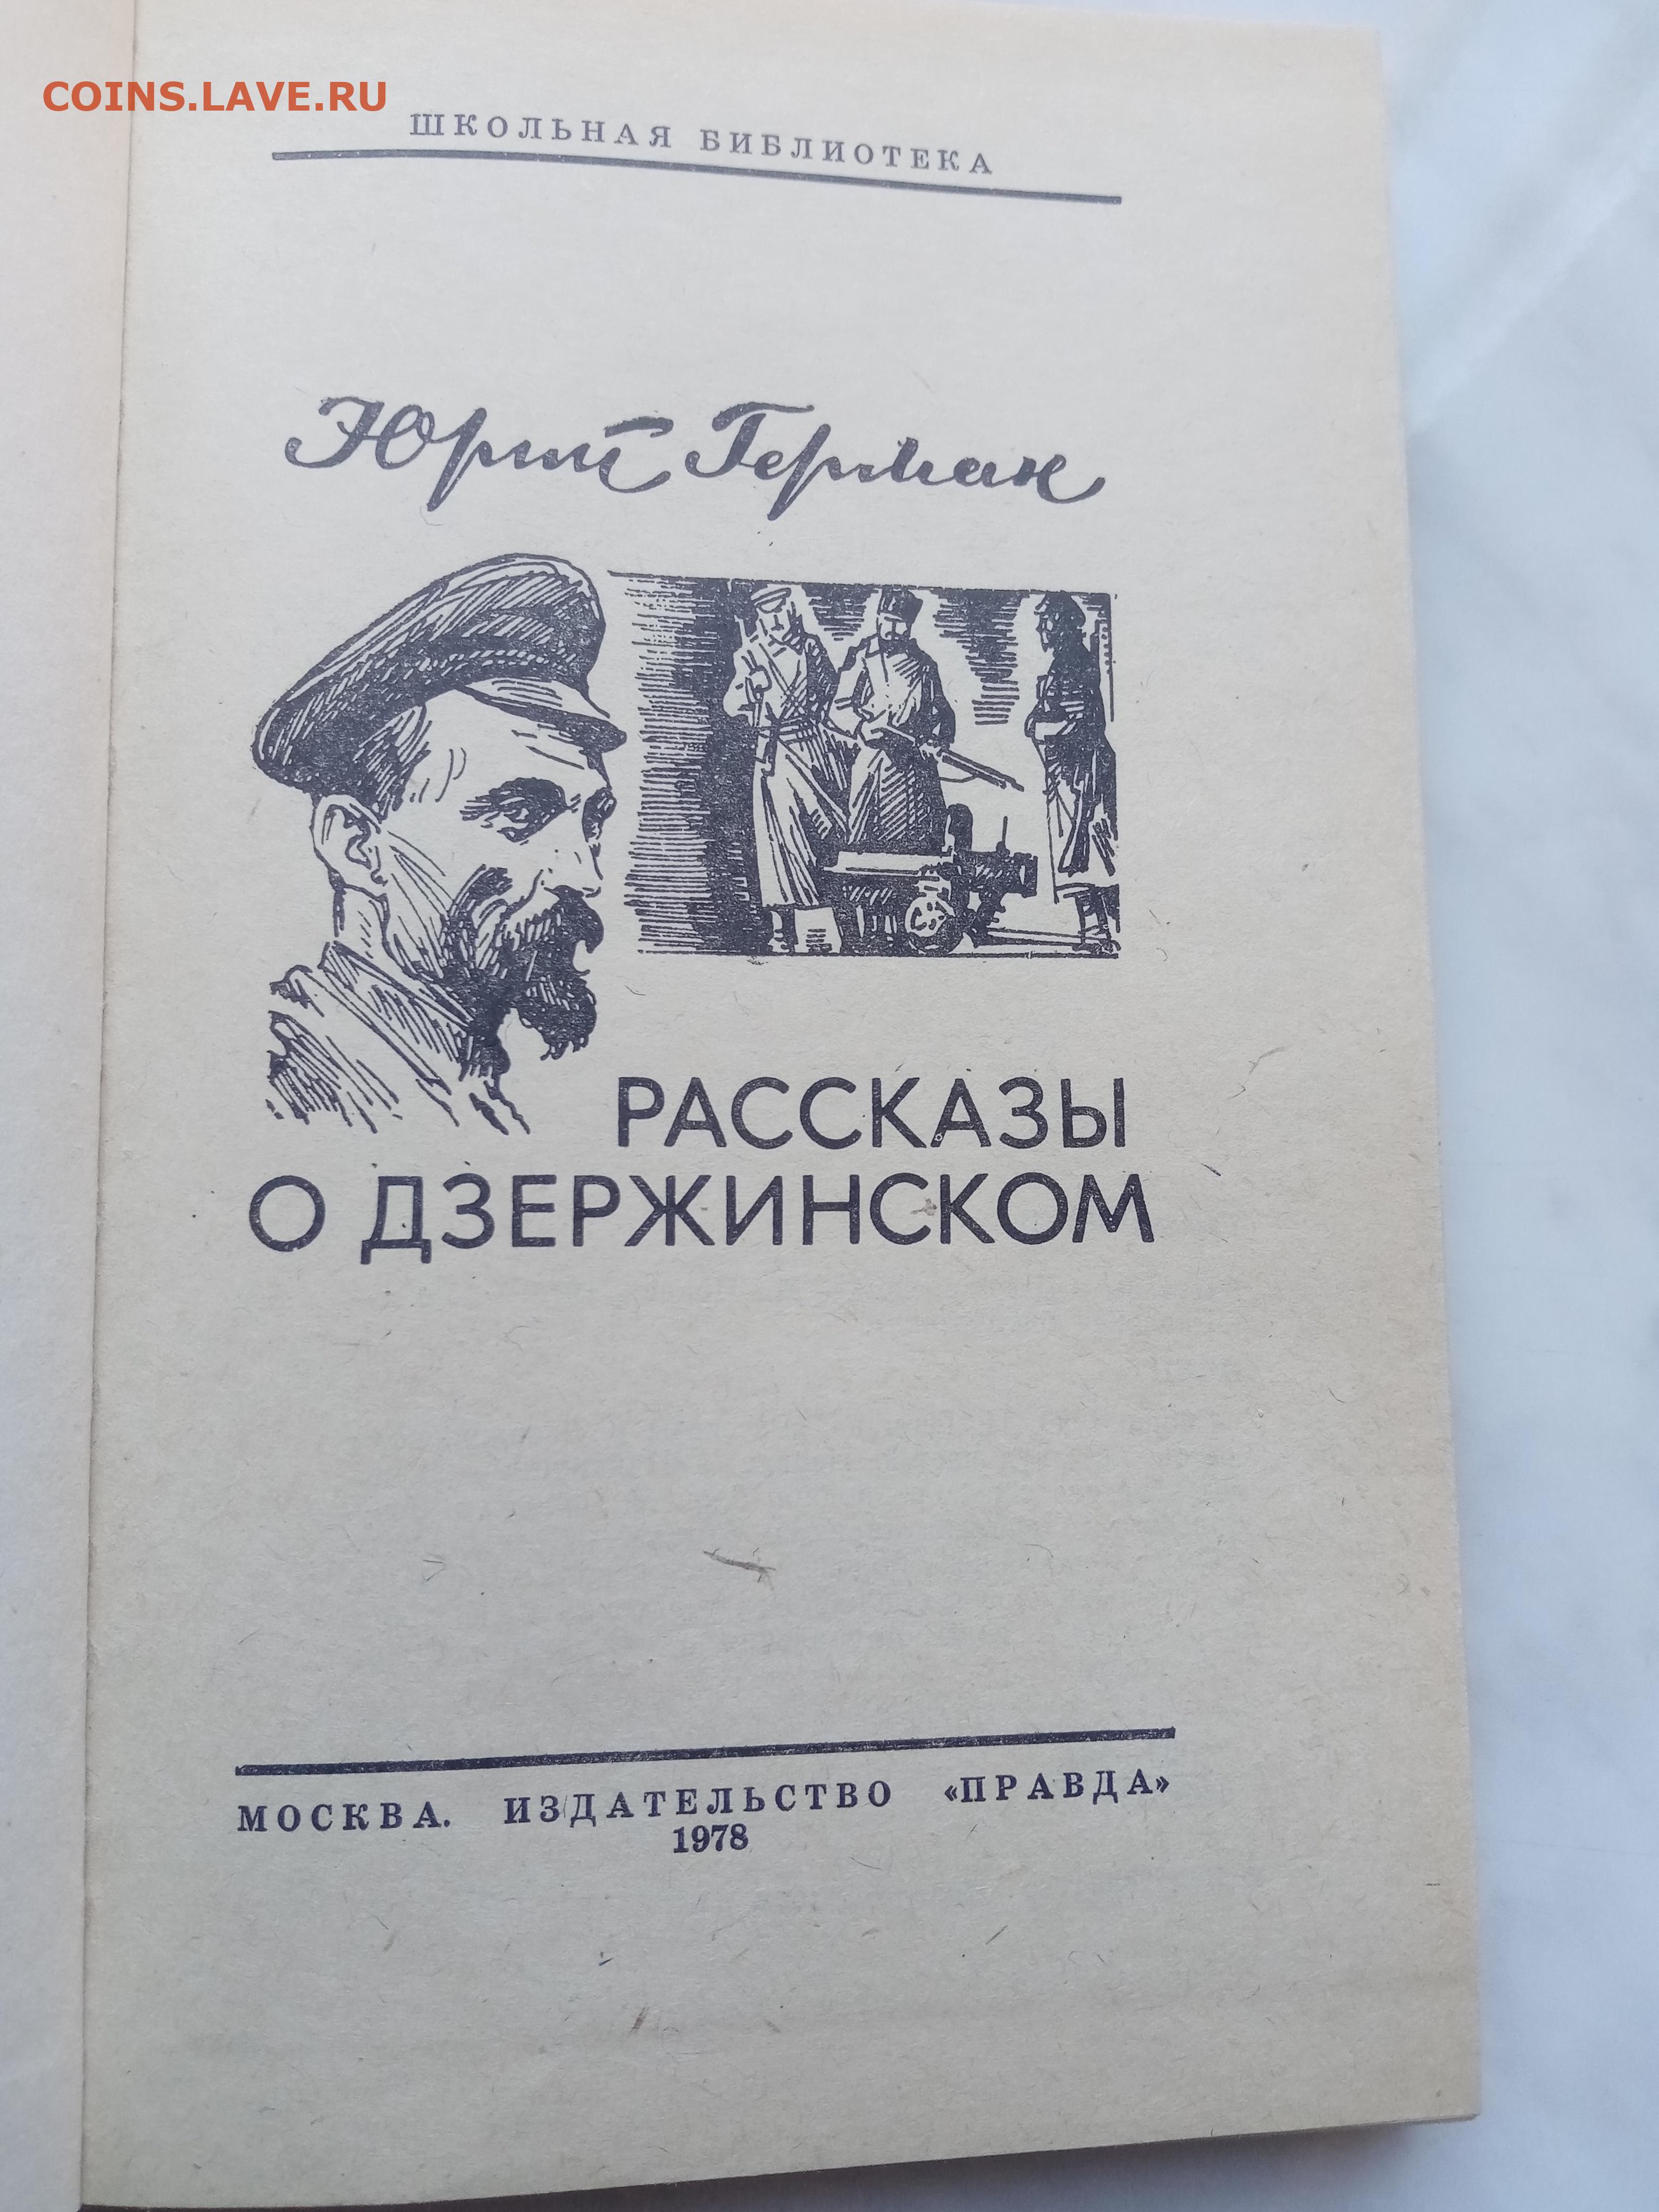 COINS.LAVE.RU
ШКОЛЬНАЯ БИБЛИОТЕКА
Юрий Герман
РАССКАЗЫ
О ДЗЕРЖИНСКОМ
МОСКВА. ИЗДАТЕЛЬСТВО «ПРАВДА»
1978